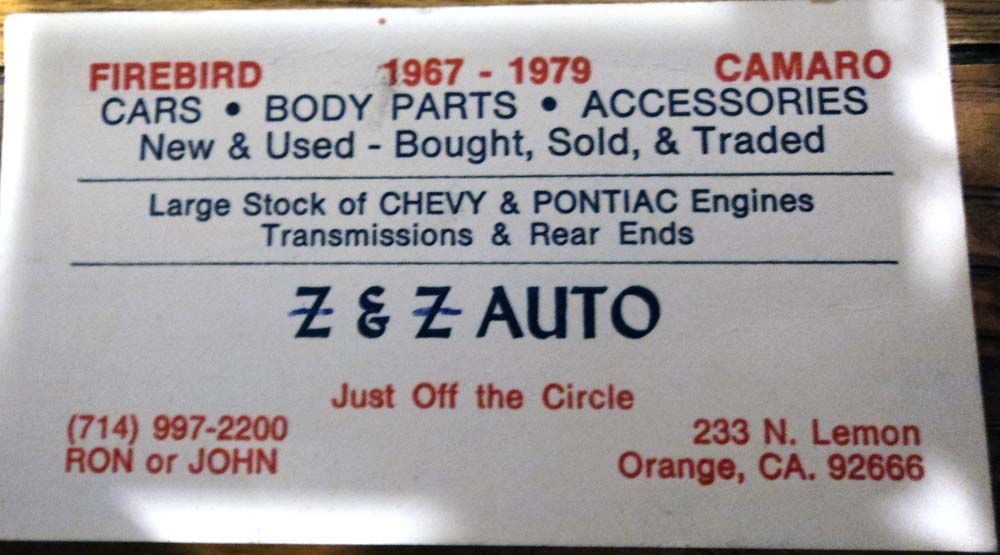 FIREBIRD 1967 - 1979 CAMARO
CARS • BODY PARTS • ACCESSORIES
New & Used - Bought, Sold, & Traded
Large Stock of CHEVY & PONTIAC Engines
Transmissions & Rear Ends
Z & Z AUTO
Just Off the Circle
(714) 997-2200
RON or JOHN
233 N. Lemon
Orange, CA. 92666